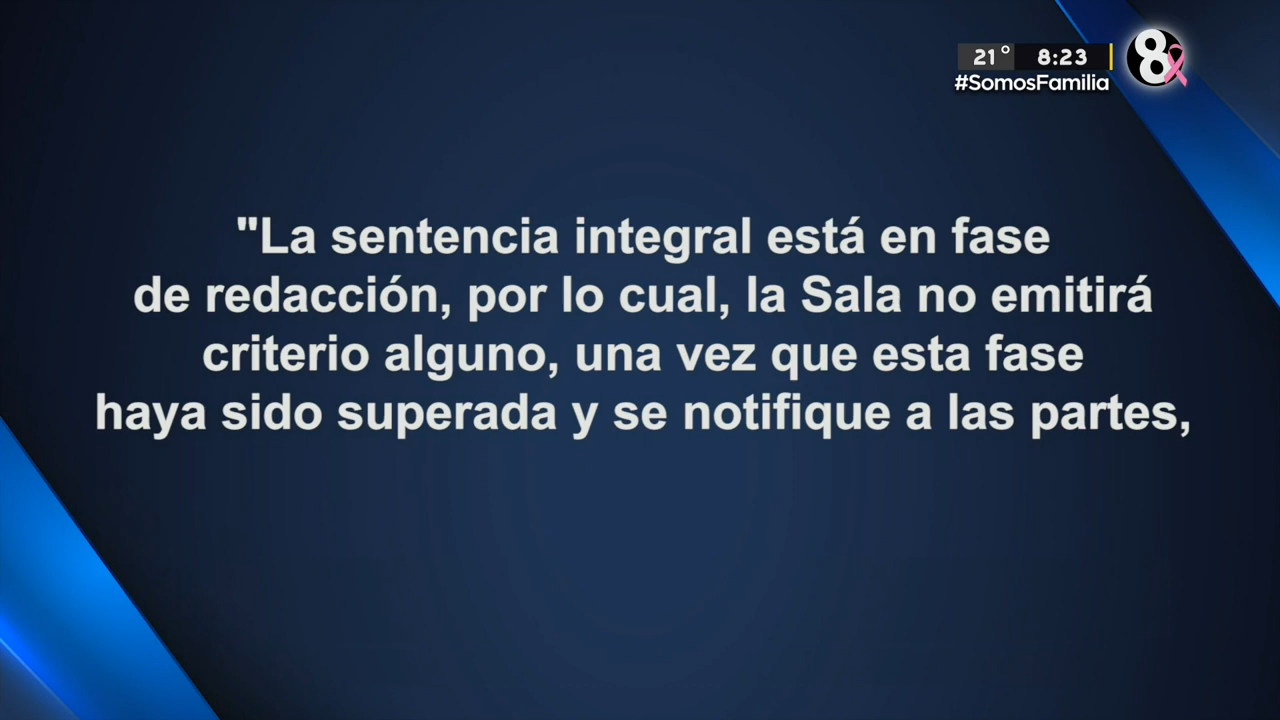 21° 8:23
8
#SomosFamilia
"La sentencia integral está en fase
de redacción, por lo cual, la Sala no emitirá
criterio alguno, una vez que esta fase
haya sido superada y se notifique a las partes,